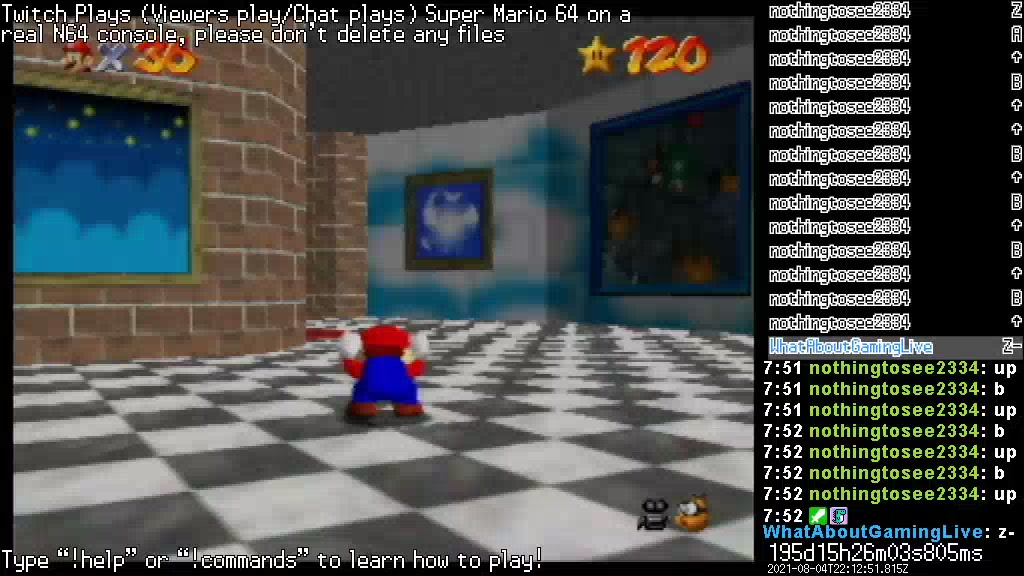 Twitch Plays (Viewers play/Chat plays) Super Mario 64 on a
real N64 console, please don't delete any files
36
120
nothingtosee2334 Z
nothingtosee2334 A
nothingtosee2334 ↑
nothingtosee2334 B
nothingtosee2334 ↑
nothingtosee2334 ↑
nothingtosee2334 B
nothingtosee2334 ↑
nothingtosee2334 B
nothingtosee2334 ↑
nothingtosee2334 B
nothingtosee2334 ↑
nothingtosee2334 B
nothingtosee2334 ↑
WhatAboutGamingLive Z-
7:51 nothingtosee2334: up
7:51 nothingtosee2334: b
7:51 nothingtosee2334: up
7:52 nothingtosee2334: b
7:52 nothingtosee2334: up
7:52 nothingtosee2334: b
7:52 nothingtosee2334: up
7:52
WhatAboutGamingLive: z-
195d15h26m03s805ms
2021-08-04T22:12:51.815Z
Type “!help” or “!commands” to learn how to play!